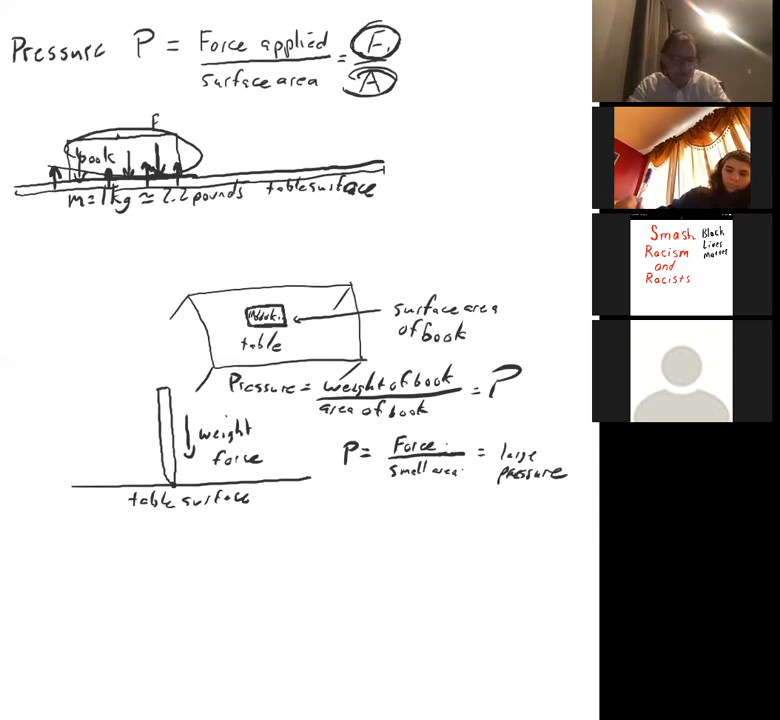 Pressure P = Force applied / surface area = F / A
F
book
m = 1kg ≃ 2.2 pounds table surface
surface area of book
table
Pressure = weight of book / area of book = P
weight force
P = Force / small area = large pressure
table surface
Smash Racism and Racists
Black Lives Matter